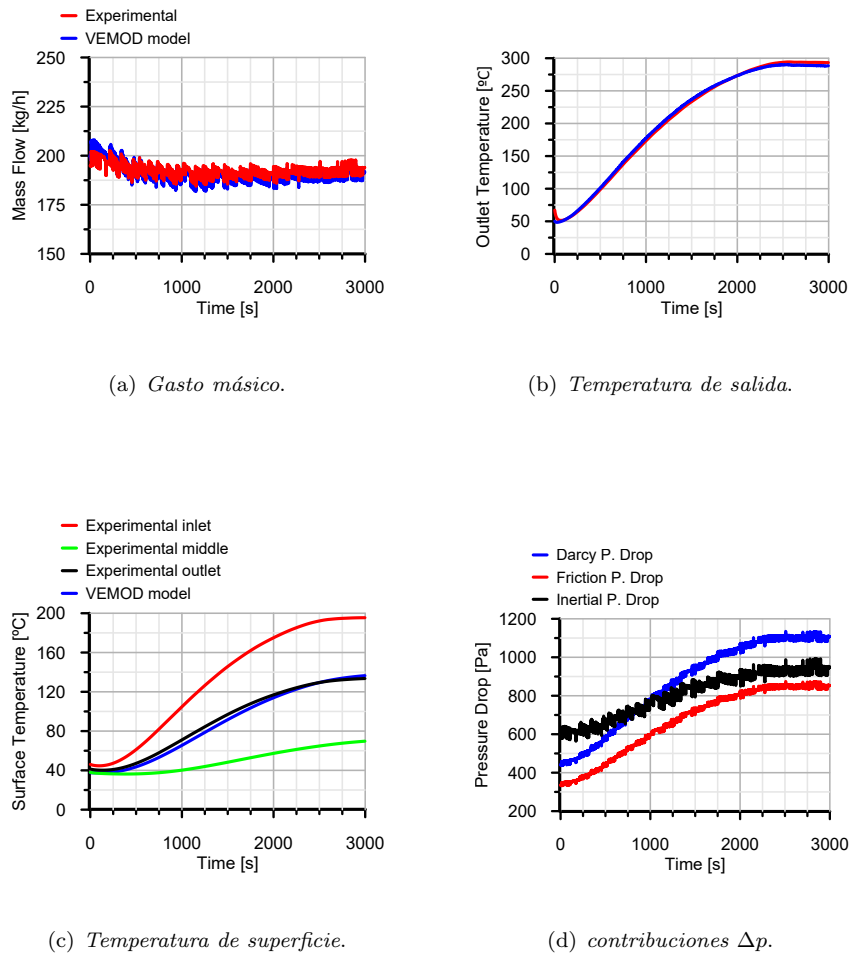 Experimental
VEMOD model
250
225
200
175
150
Mass Flow [kg/h]
0 1000 2000 3000
Time [s]
(a) Gasto másico.
300
250
200
150
100
50
0
Outlet Temperature [ºC]
0 1000 2000 3000
Time [s]
(b) Temperatura de salida.
Experimental inlet
Experimental middle
Experimental outlet
VEMOD model
200
160
120
80
40
0
Surface Temperature [ºC]
0 1000 2000 3000
Time [s]
(c) Temperatura de superficie.
Darcy P. Drop
Friction P. Drop
Inertial P. Drop
1200
1000
800
600
400
200
Pressure Drop [Pa]
0 1000 2000 3000
Time [s]
(d) contribuciones Δp.